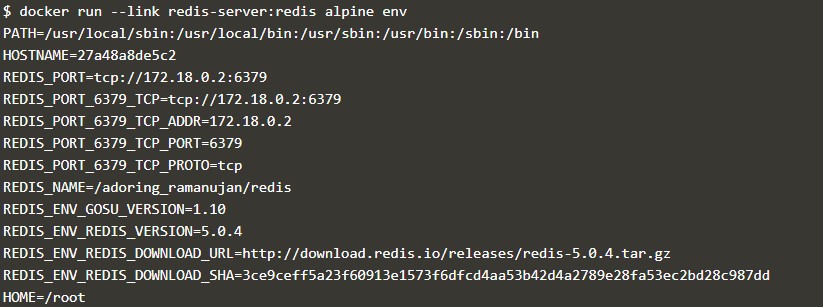 $ docker run --link redis-server:redis alpine env
PATH=/usr/local/sbin:/usr/local/bin:/usr/sbin:/usr/bin:/sbin:/bin
HOSTNAME=27a48a8de5c2
REDIS_PORT=tcp://172.18.0.2:6379
REDIS_PORT_6379_TCP=tcp://172.18.0.2:6379
REDIS_PORT_6379_TCP_ADDR=172.18.0.2
REDIS_PORT_6379_TCP_PORT=6379
REDIS_PORT_6379_TCP_PROTO=tcp
REDIS_NAME=/adoring_ramanujan/redis
REDIS_ENV_GOSU_VERSION=1.10
REDIS_ENV_REDIS_VERSION=5.0.4
REDIS_ENV_REDIS_DOWNLOAD_URL=http://download.redis.io/releases/redis-5.0.4.tar.gz
REDIS_ENV_REDIS_DOWNLOAD_SHA=3ce9ceff5a23f60913e1573f6dfcd4aa53b42d4a2789e28fa53ec2bd28c987dd
HOME=/root